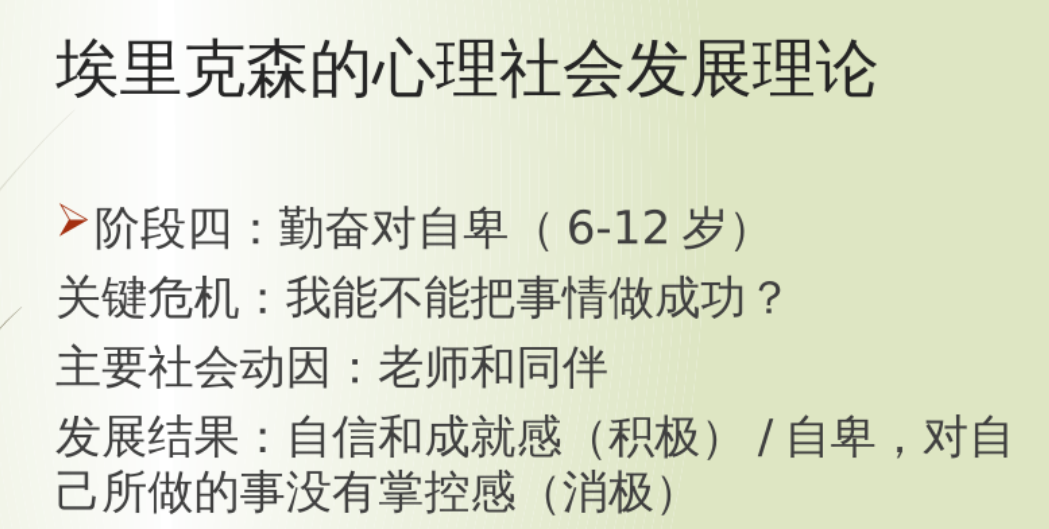 埃里克森的心理社会发展理论
阶段四：勤奋对自卑（ 6-12 岁）
关键危机：我能不能把事情做成功？
主要社会动因：老师和同伴
发展结果：自信和成就感（积极） / 自卑，对自
己所做的事没有掌控感（消极）